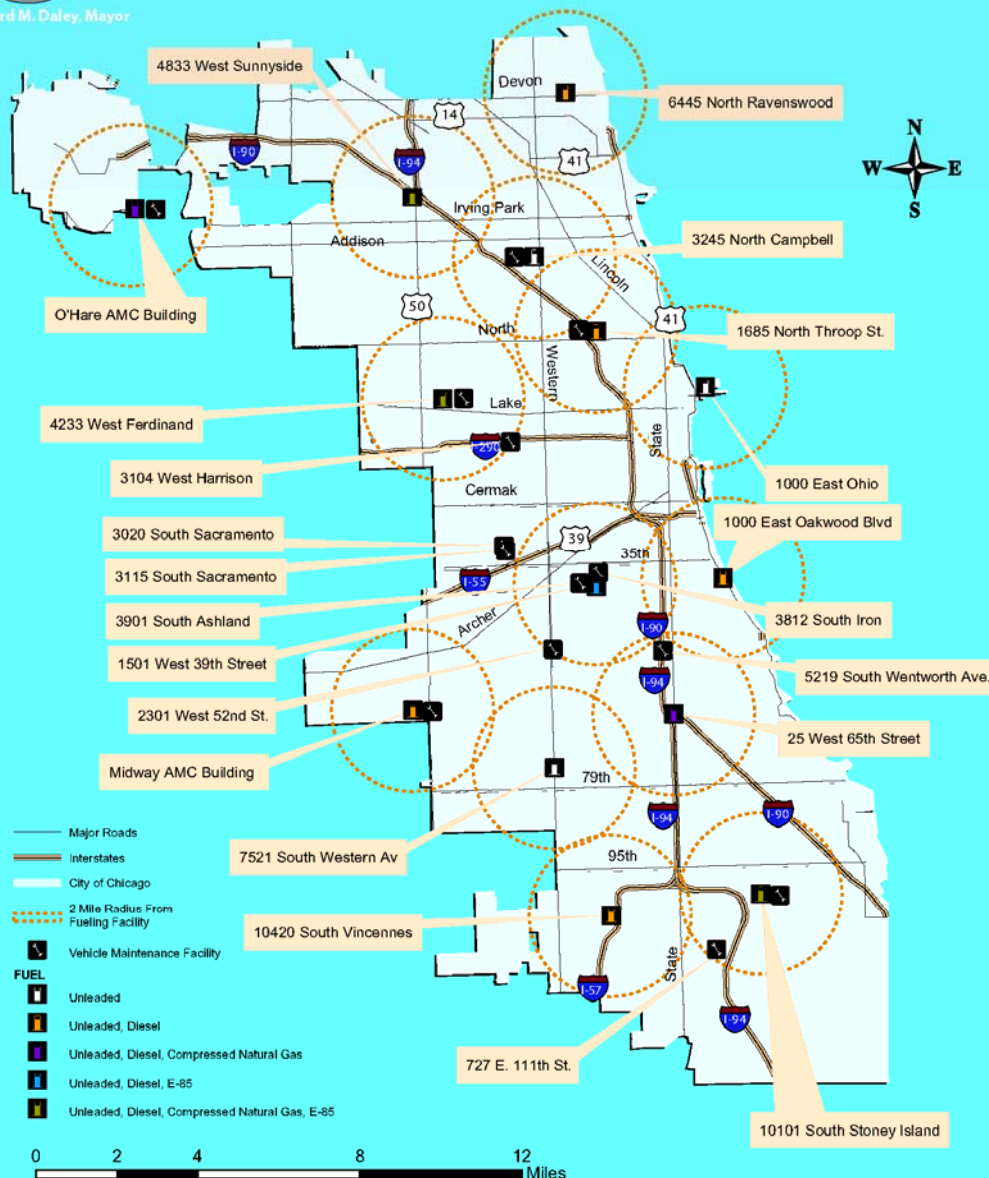 rd M. Daley, Mayor
4833 West Sunnyside
Devon
6445 North Ravenswood
14
41
I-90
I-94
N
W E
S
Irving Park
Addison
3245 North Campbell
Lincoln
O'Hare AMC Building
50
41
North
1685 North Throop St.
Western
4233 West Ferdinand
Lake
State
I-290
3104 West Harrison
1000 East Ohio
Cermak
1000 East Oakwood Blvd
3020 South Sacramento
39
35th
3115 South Sacramento
I-55
3901 South Ashland
Archer
3812 South Iron
I-90
1501 West 39th Street
5219 South Wentworth Ave.
I-94
2301 West 52nd St.
25 West 65th Street
Midway AMC Building
79th
I-94
I-90
7521 South Western Av
95th
10420 South Vincennes
State
I-57
I-94
727 E. 111th St.
10101 South Stoney Island
Major Roads
Interstates
City of Chicago
2 Mile Radius From
Fueling Facility
Vehicle Maintenance Facility
FUEL
Unleaded
Unleaded, Diesel
Unleaded, Diesel, Compressed Natural Gas
Unleaded, Diesel, E-85
Unleaded, Diesel, Compressed Natural Gas, E-85
0 2 4 8 12
Miles